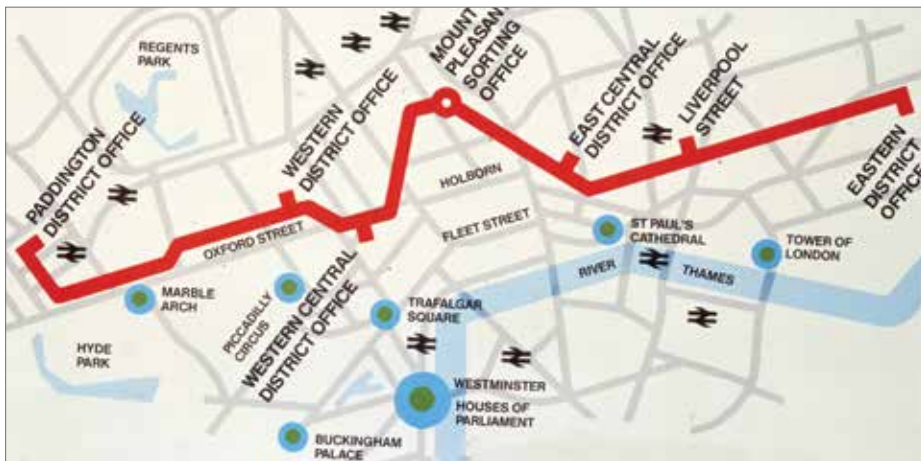 REGENTS
PARK
MOUNT
PLEASANT
SORTING
OFFICE
PADDINGTON
DISTRICT OFFICE
WESTERN
DISTRICT OFFICE
EAST CENTRAL
DISTRICT OFFICE
LIVERPOOL
STREET
EASTERN
DISTRICT
OFFICE
HOLBORN
OXFORD STREET
FLEET STREET
ST PAUL'S
CATHEDRAL
TOWER OF
LONDON
RIVER
THAMES
MARBLE
ARCH
PICCADILLY
CIRCUS
WESTERN CENTRAL
DISTRICT OFFICE
TRAFALGAR
SQUARE
HYDE
PARK
WESTMINSTER
HOUSES OF
PARLIAMENT
BUCKINGHAM
PALACE